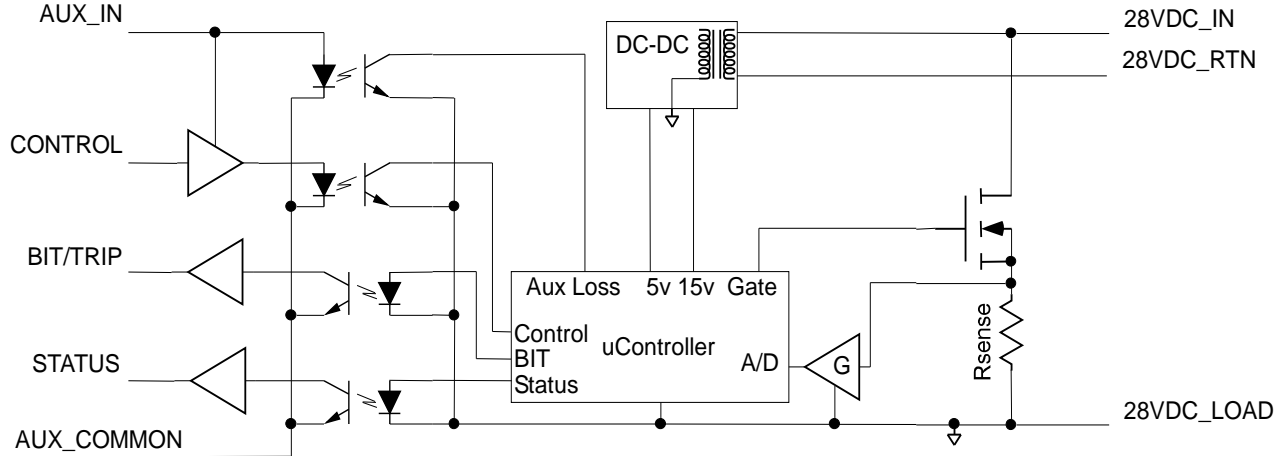 AUX_IN
28VDC_IN
DC-DC
28VDC_RTN
CONTROL
BIT/TRIP
Aux Loss 5v 15v Gate
Control
uController
BIT
A/D
G
Rsense
STATUS
Status
28VDC_LOAD
AUX_COMMON